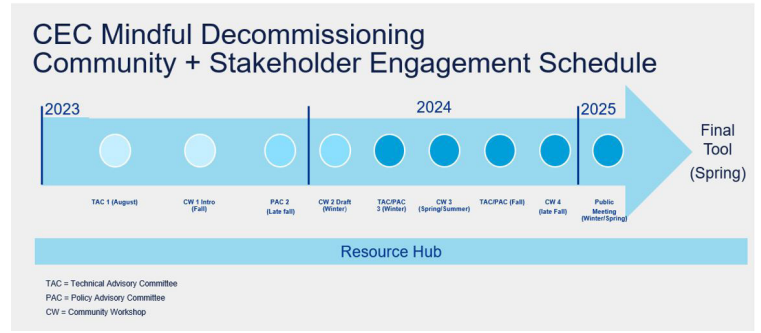 CEC Mindful Decommissioning
Community + Stakeholder Engagement Schedule
2023
2024
2025
TAC 1 (August)
CW 1 Intro
(Fall)
PAC 2
(Late fall)
CW 2 Draft
(Winter)
TAC/PAC
3 (Winter)
CW 3
(Spring/Summer)
TAC/PAC (Fall)
CW 4
(late Fall)
Public
Meeting
(Winter/Spring)
Final
Tool
(Spring)
Resource Hub
TAC = Technical Advisory Committee
PAC = Policy Advisory Committee
CW = Community Workshop